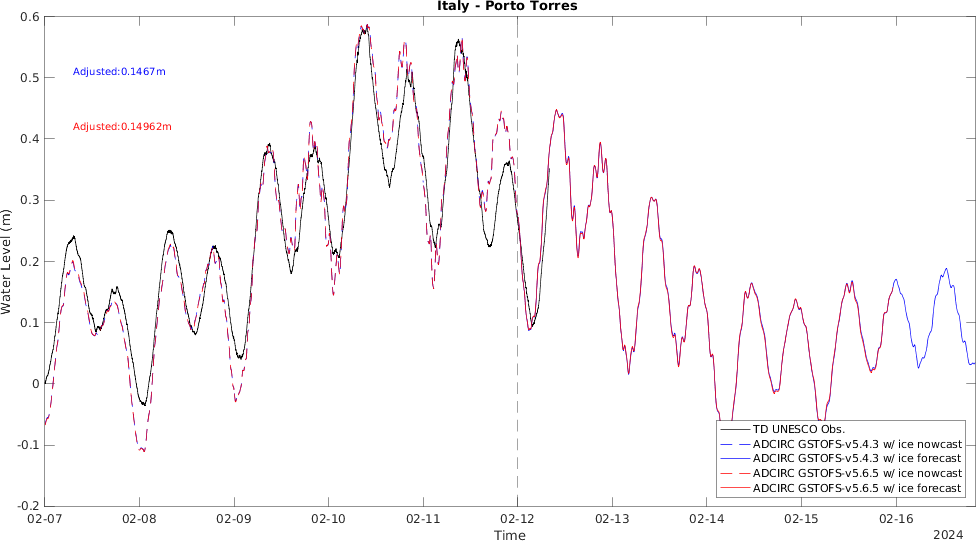 Italy - Porto Torres
Water Level (m)
0.6
0.5
0.4
0.3
0.2
0.1
0
-0.1
-0.2
Adjusted:0.1467m
Adjusted:0.14962m
TD UNESCO Obs.
ADCIRC GSTOFS-v5.4.3 w/ ice nowcast
ADCIRC GSTOFS-v5.4.3 w/ ice forecast
ADCIRC GSTOFS-v5.6.5 w/ ice nowcast
ADCIRC GSTOFS-v5.6.5 w/ ice forecast
02-07 02-08 02-09 02-10 02-11 02-12 02-13 02-14 02-15 02-16
Time
2024